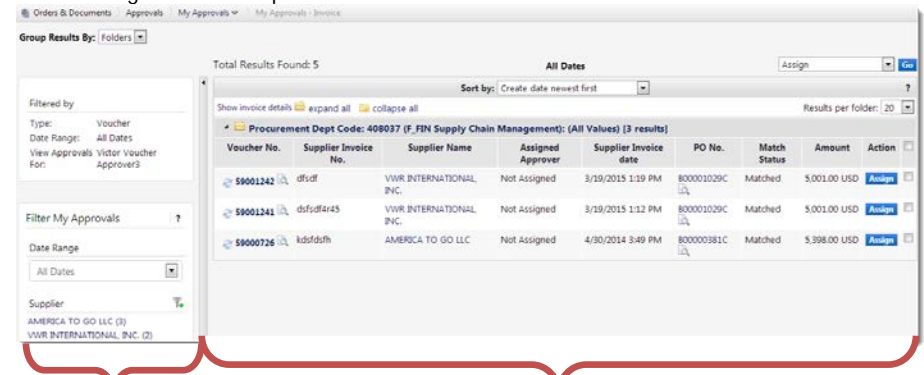 Orders & Documents Approvals My Approvals My Approvals - Invoice
Group Results By: Folders
Total Results Found: 5 All Dates Assign Go
Sort by: Create date newest first ?
Show invoice details expand all collapse all Results per folder: 20
Filtered by
Type: Voucher
Date Range: All Dates
View Approvals For: Victor Voucher Approver3
Filter My Approvals ?
Date Range
All Dates
Supplier
AMERICA TO GO LLC (3)
VWR INTERNATIONAL, INC. (2)
Procurement Dept Code: 408037 (F_FIN Supply Chain Management): (All Values) [3 results]
Voucher No. Supplier Invoice No. Supplier Name Assigned Approver Supplier Invoice date PO No. Match Status Amount Action
S9001242 dfsdf VWR INTERNATIONAL, INC. Not Assigned 3/19/2015 1:19 PM B00001029C Matched 5,001.00 USD Assign
S9001241 dsfsdf4r45 VWR INTERNATIONAL, INC. Not Assigned 3/19/2015 1:12 PM B00001029C Matched 5,001.00 USD Assign
S9000726 kdsfdsfh AMERICA TO GO LLC Not Assigned 4/30/2014 3:49 PM B00000381C Matched 5,398.00 USD Assign